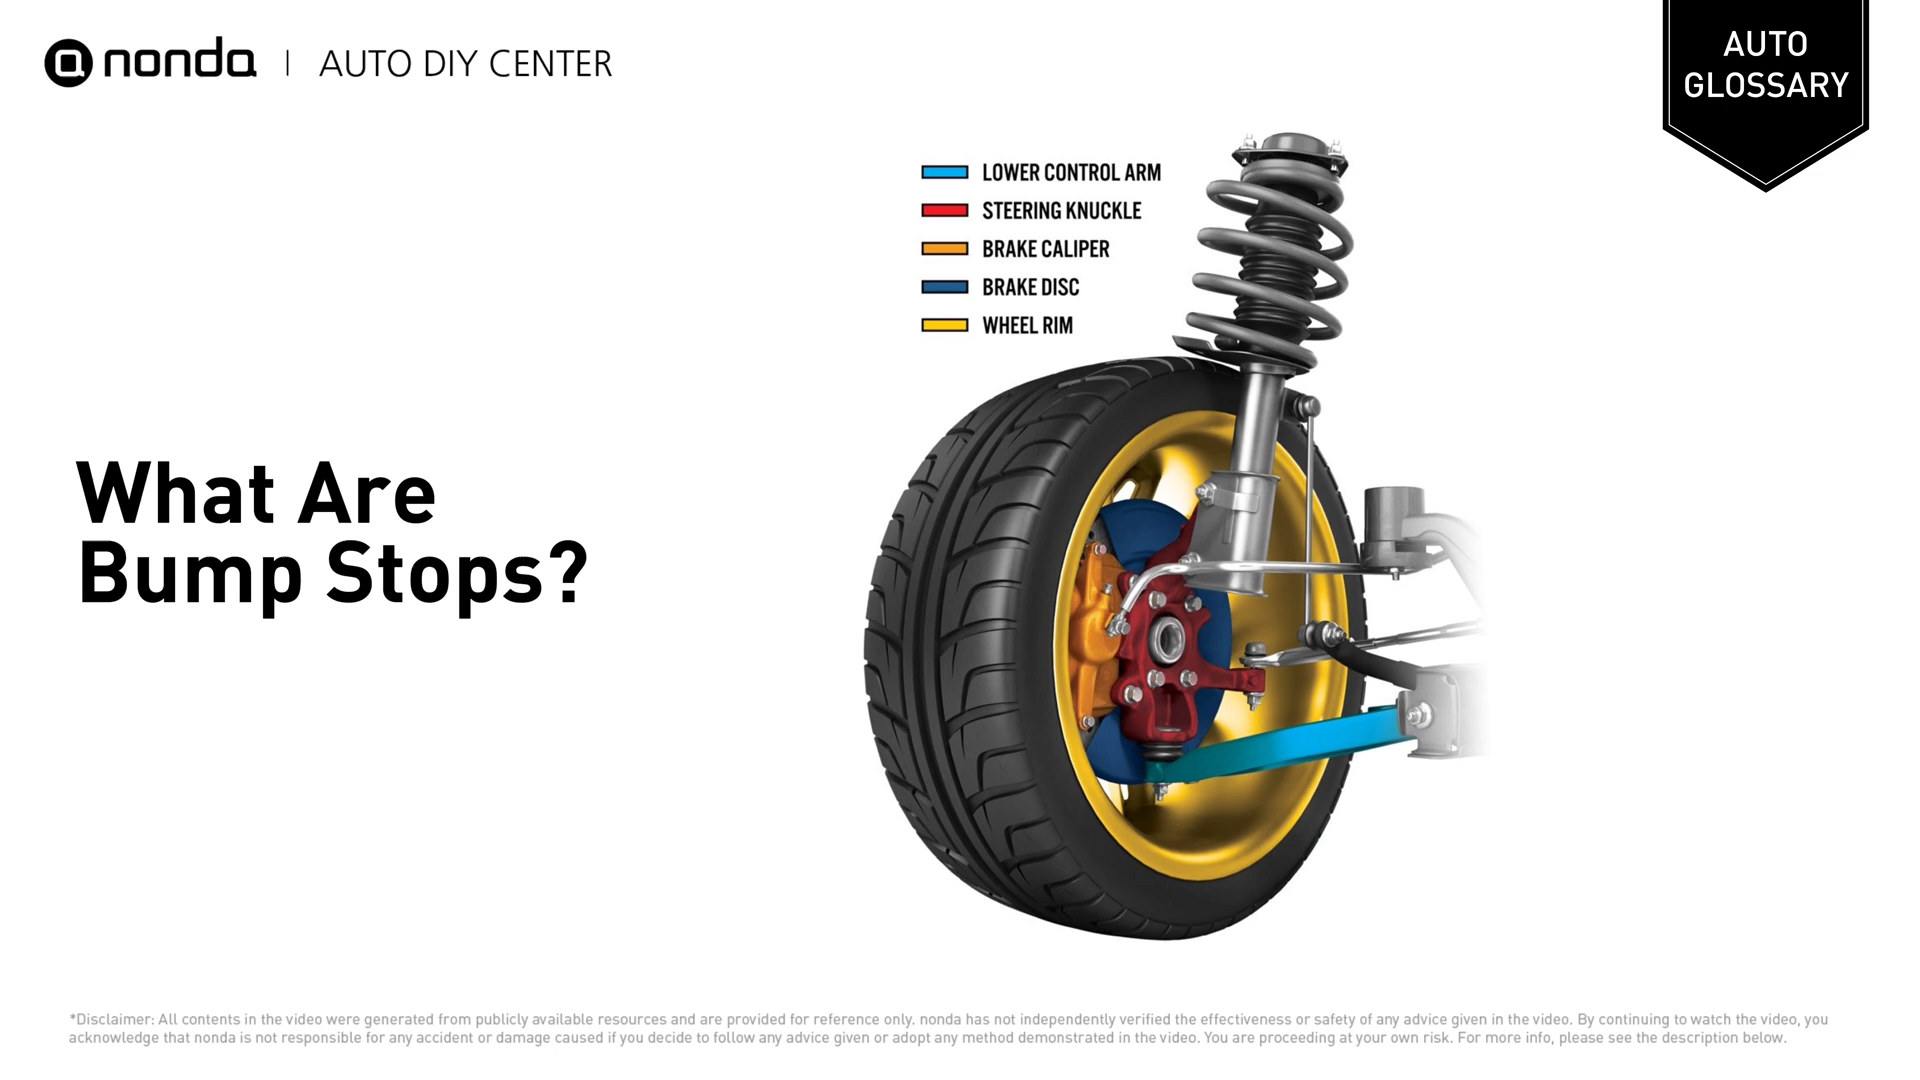 nonda | AUTO DIY CENTER
AUTO
GLOSSARY
LOWER CONTROL ARM
STEERING KNUCKLE
BRAKE CALIPER
BRAKE DISC
WHEEL RIM
What Are
Bump Stops?
*Disclaimer: All contents in the video were generated from publicly available resources and are provided for reference only. nonda has not independently verified the effectiveness or safety of any advice given in the video. By continuing to watch the video, you
acknowledge that nonda is not responsible for any accident or damage caused if you decide to follow any advice given or adopt any method demonstrated in the video. You are proceeding at your own risk. For more info, please see the description below.